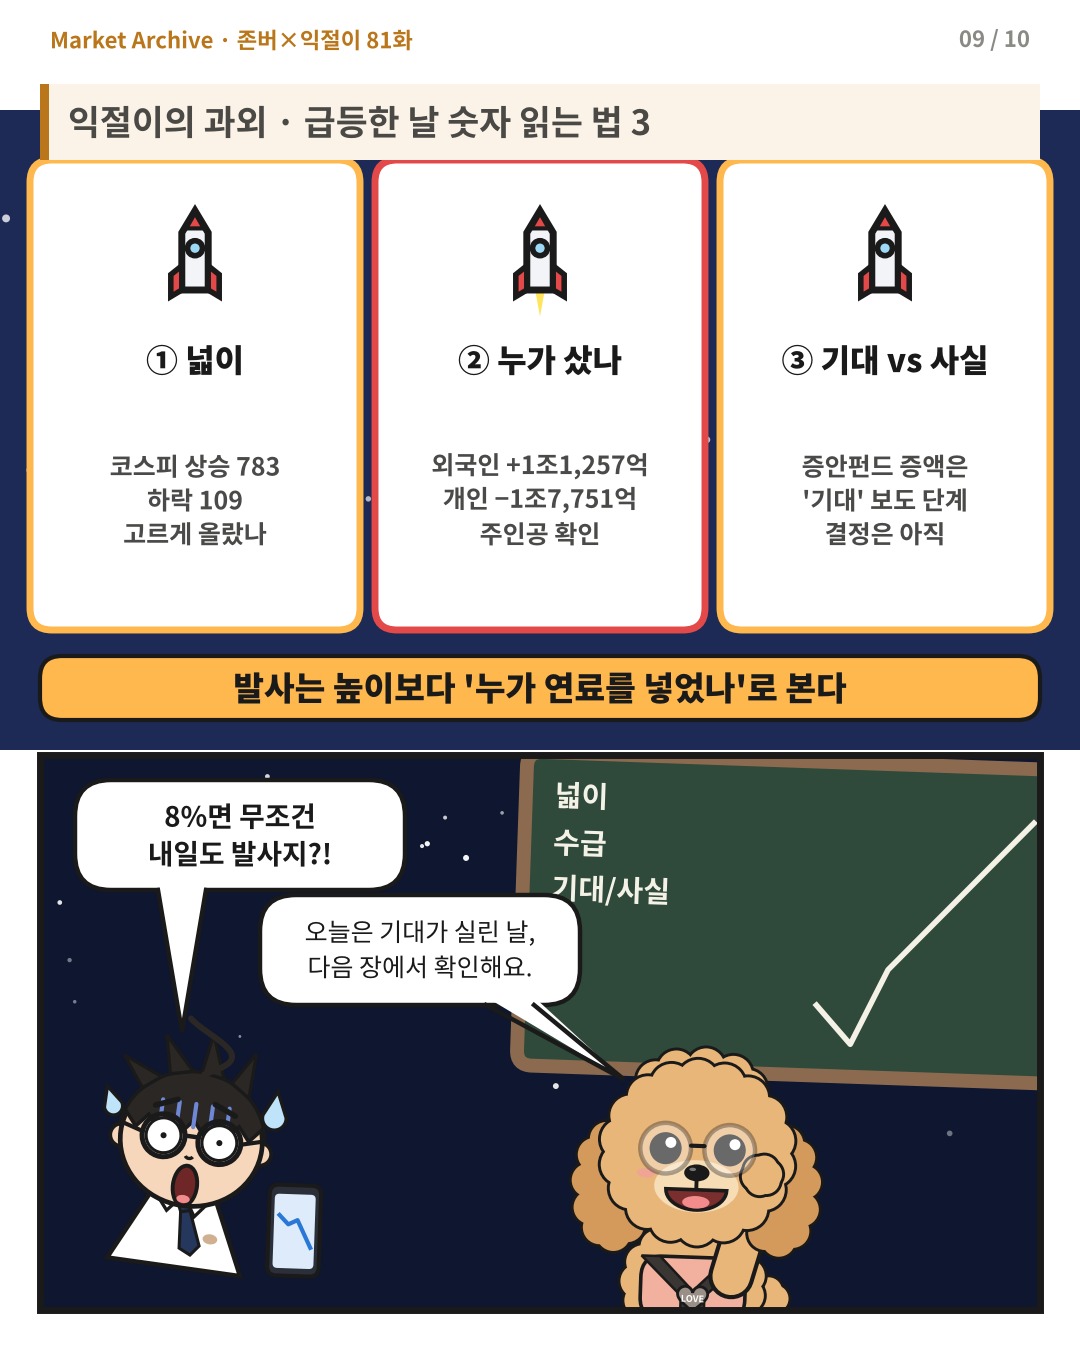 Market Archive · 존버×익절이 81화
09 / 10
익절이의 과외 · 급등한 날 숫자 읽는 법 3
① 넓이
코스피 상승 783
하락 109
고르게 올랐나
② 누가 샀나
외국인 +1조1,257억
개인 −1조7,751억
주인공 확인
③ 기대 vs 사실
증안펀드 증액은
'기대' 보도 단계
결정은 아직
발사는 높이보다 '누가 연료를 넣었나'로 본다
8%면 무조건
내일도 발사지?!
넓이
수급
기대/사실
오늘은 기대가 실린 날,
다음 장에서 확인해요.
LOVE